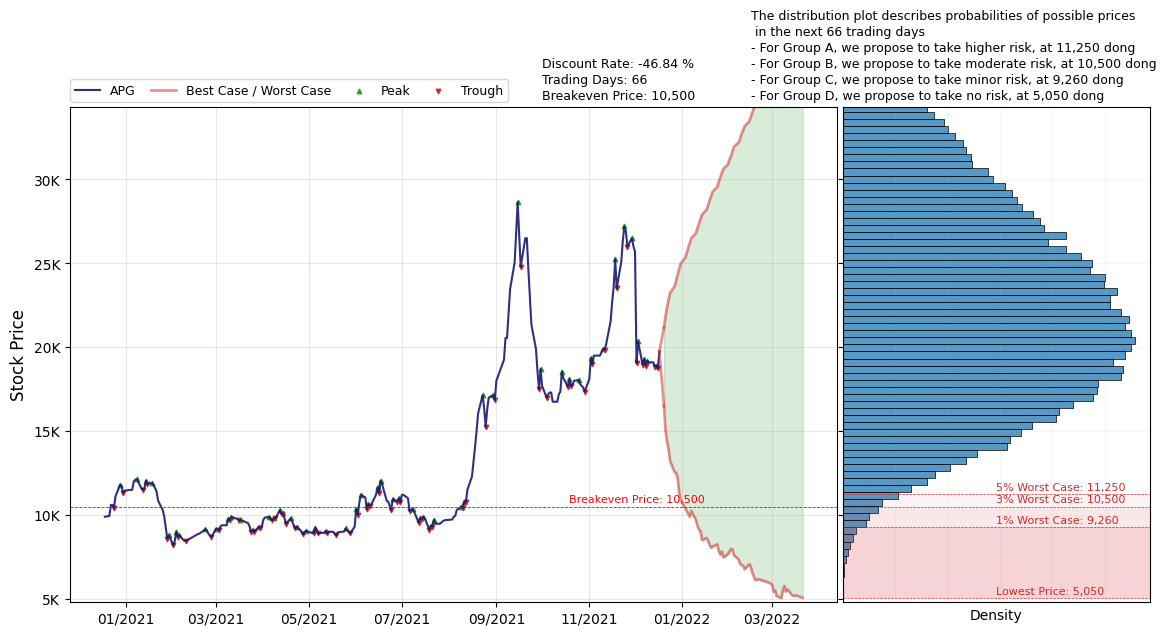 The distribution plot describes probabilities of possible prices
in the next 66 trading days
- For Group A, we propose to take higher risk, at 11,250 dong
- For Group B, we propose to take moderate risk, at 10,500 dong
- For Group C, we propose to take minor risk, at 9,260 dong
- For Group D, we propose to take no risk, at 5,050 dong
Discount Rate: -46.84 %
Trading Days: 66
Breakeven Price: 10,500
APG
Best Case / Worst Case
Peak
Trough
Stock Price
30K
25K
20K
15K
10K
5K
Breakeven Price: 10,500
5% Worst Case: 11,250
3% Worst Case: 10,500
1% Worst Case: 9,260
Lowest Price: 5,050
01/2021
03/2021
05/2021
07/2021
09/2021
11/2021
01/2022
03/2022
Density